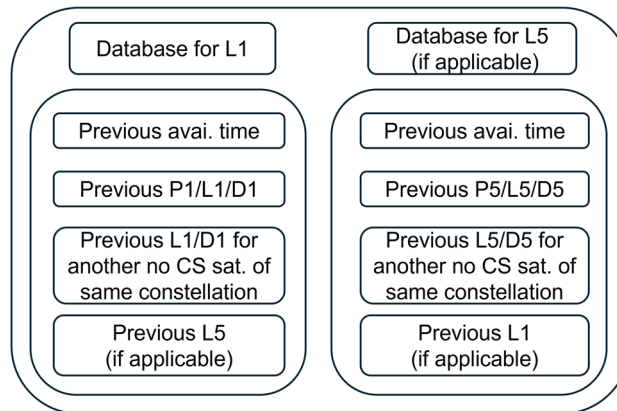 Database for L1
Database for L5
(if applicable)
Previous avai. time
Previous P1/L1/D1
Previous L1/D1 for
another no CS sat. of
same constellation
Previous L5
(if applicable)
Previous avai. time
Previous P5/L5/D5
Previous L5/D5 for
another no CS sat. of
same constellation
Previous L1
(if applicable)